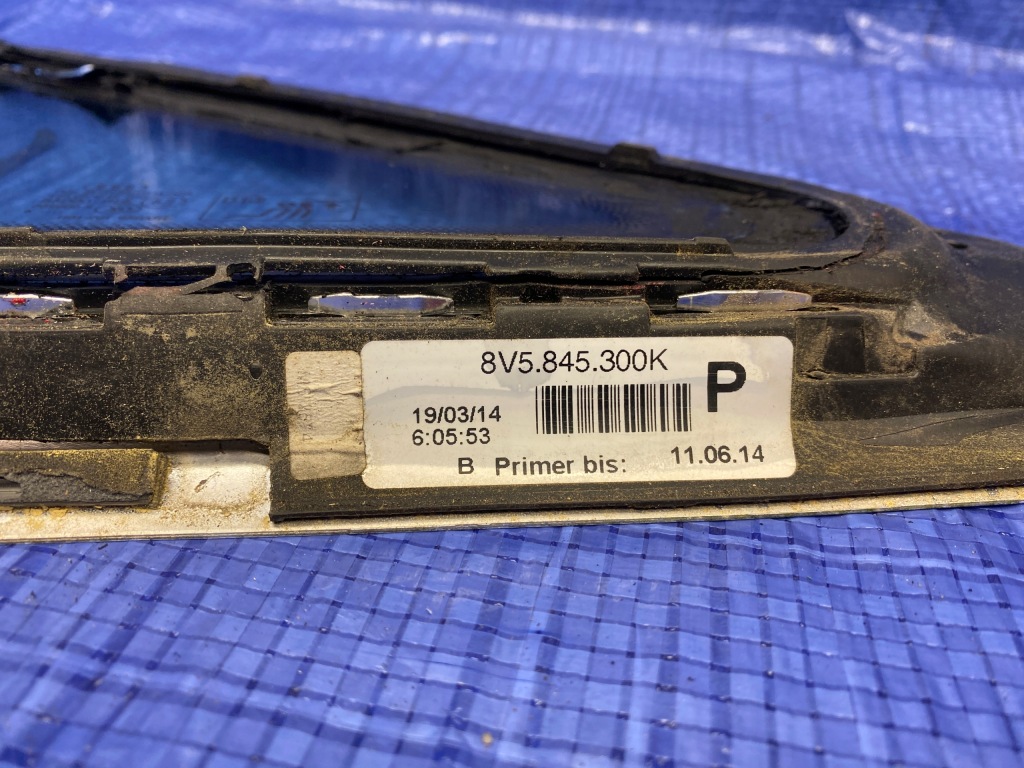 8V5.845.300K
P
19/03/14
6:05:53
B Primer bis: 11.06.14